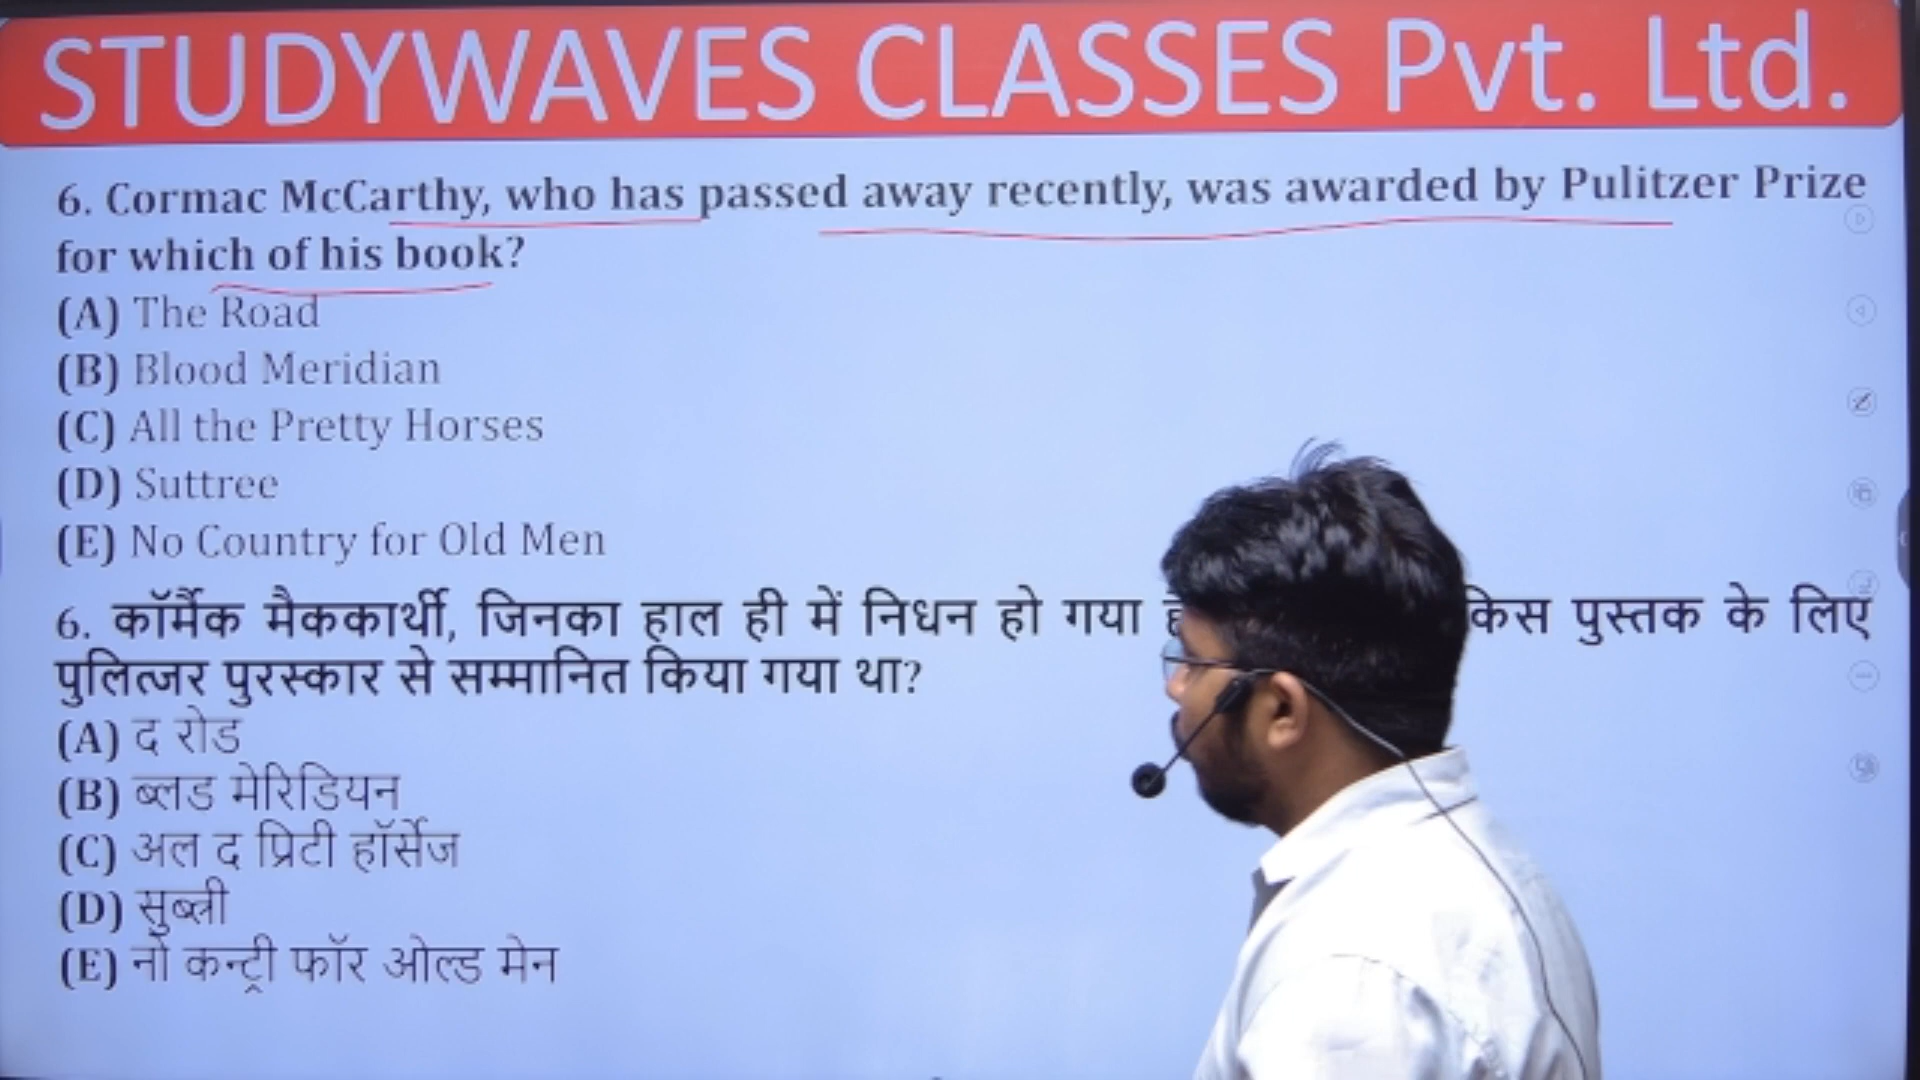 STUDYWAVES CLASSES Pvt. Ltd.
6. Cormac McCarthy, who has passed away recently, was awarded by Pulitzer Prize
for which of his book?
(A) The Road
(B) Blood Meridian
(C) All the Pretty Horses
(D) Suttree
(E) No Country for Old Men
6. कॉर्मैक मैककार्थी, जिनका हाल ही में निधन हो गया किस पुस्तक के लिए
पुलित्जर पुरस्कार से सम्मानित किया गया था?
(A) द रोड
(B) ब्लड मेरिडियन
(C) अल द प्रिटी हॉर्सेज
(D) सुब्त्री
(E) नो कन्ट्री फॉर ओल्ड मेन